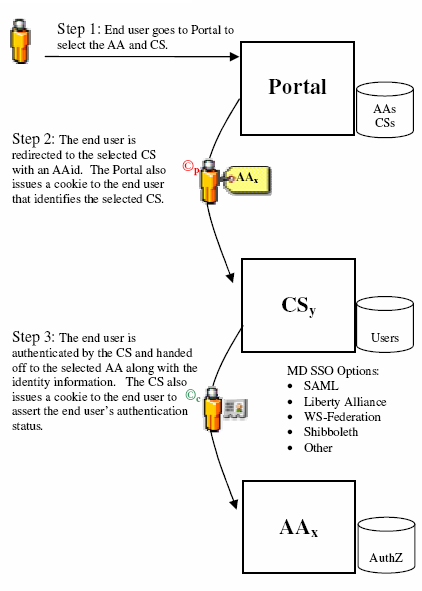 Step 1: End user goes to Portal to
select the AA and CS.
Portal
AAs
CSs
Step 2: The end user is
redirected to the selected CS
with an AAid. The Portal also
issues a cookie to the end user
that identifies the selected CS.
©p
AAx
CSy
Users
Step 3: The end user is
authenticated by the CS and handed
off to the selected AA along with the
identity information. The CS also
issues a cookie to the end user to
assert the end user's authentication
status.
©c
MD SSO Options:
• SAML
• Liberty Alliance
• WS-Federation
• Shibboleth
• Other
AAx
AuthZ